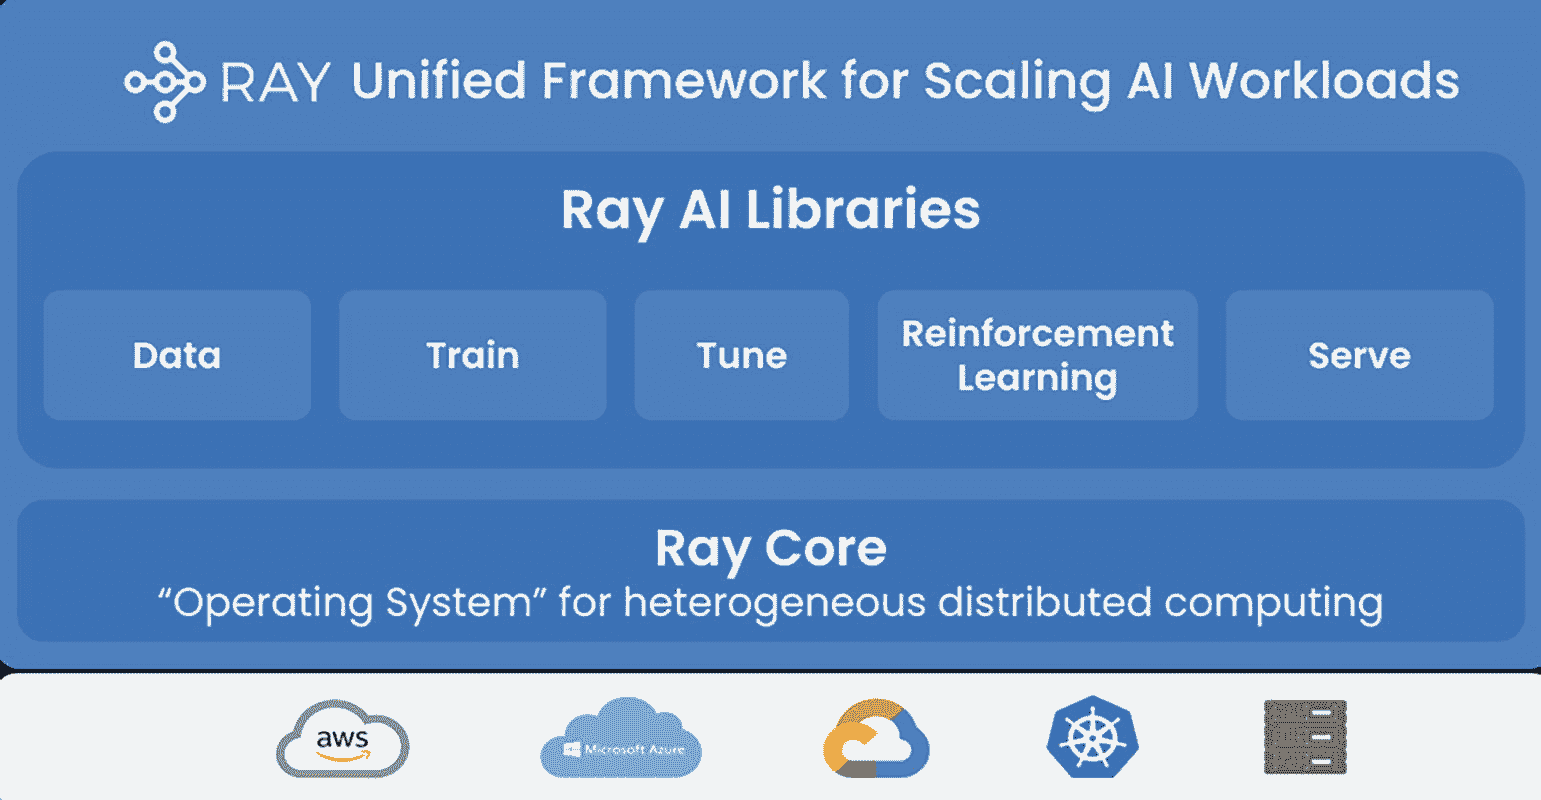 RAY Unified Framework for Scaling AI Workloads
Ray AI Libraries
Data
Train
Tune
Reinforcement
Learning
Serve
Ray Core
“Operating System” for heterogeneous distributed computing
aws
Microsoft Azure